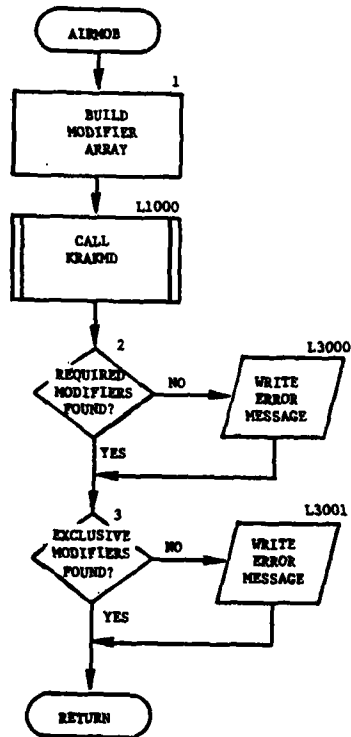 AIRMOB
1
BUILD
MODIFIER
ARRAY
L1000
CALL
KRAKMD
2
REQUIRED
MODIFIERS
FOUND?
NO
L3000
WRITE
ERROR
MESSAGE
YES
3
EXCLUSIVE
MODIFIERS
FOUND?
NO
L3001
WRITE
ERROR
MESSAGE
YES
RETURN